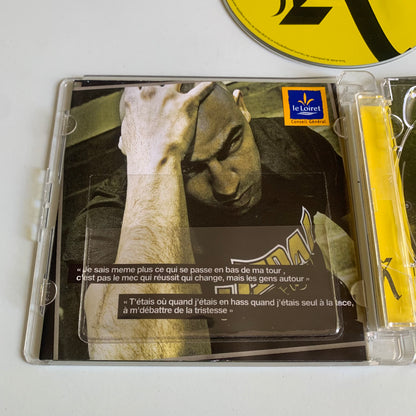 le Loiret
Conseil Général
« Je sais meme plus ce qui se passe en bas de ma tour ,
c'est pas le mec qui réussit qui change, mais les gens autour »
« T'étais où quand j'étais en hass quand j'étais seul à la tace,
à m'débattre de la tristesse »